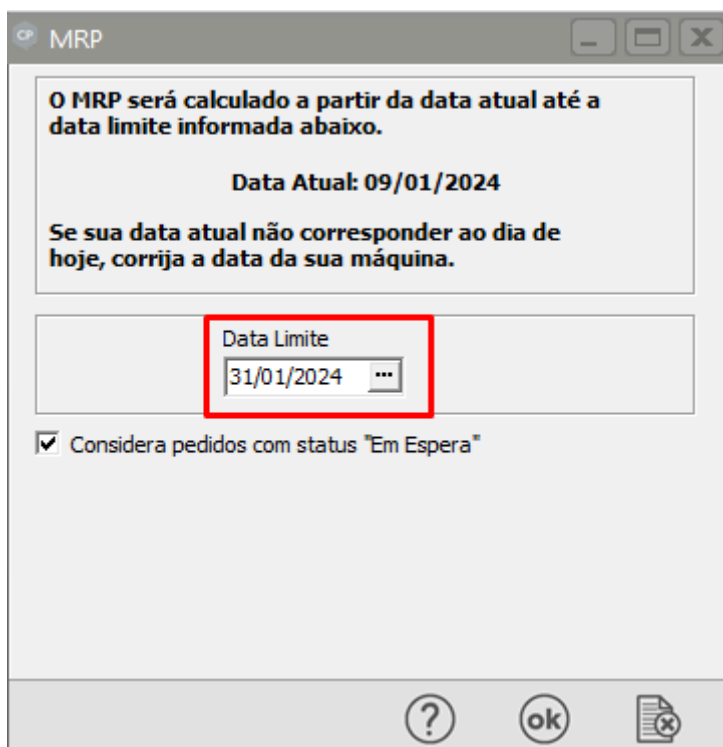 CP MRP
O MRP será calculado a partir da data atual até a
data limite informada abaixo.
Data Atual: 09/01/2024
Se sua data atual não corresponder ao dia de
hoje, corrija a data da sua máquina.
Data Limite
31/01/2024 ...
Considera pedidos com status "Em Espera"
? ok